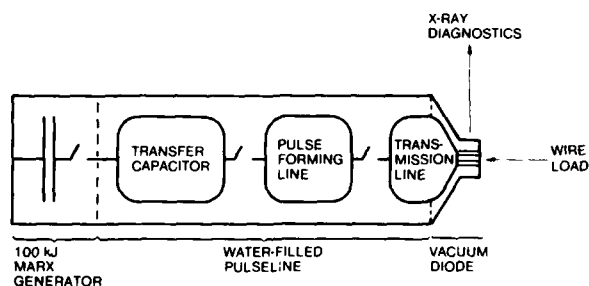 X-RAY
DIAGNOSTICS
TRANSFER
CAPACITOR
PULSE
FORMING
LINE
TRANS-
MISSION
LINE
WIRE
LOAD
100 kJ
MARX
GENERATOR
WATER-FILLED
PULSELINE
VACUUM
DIODE